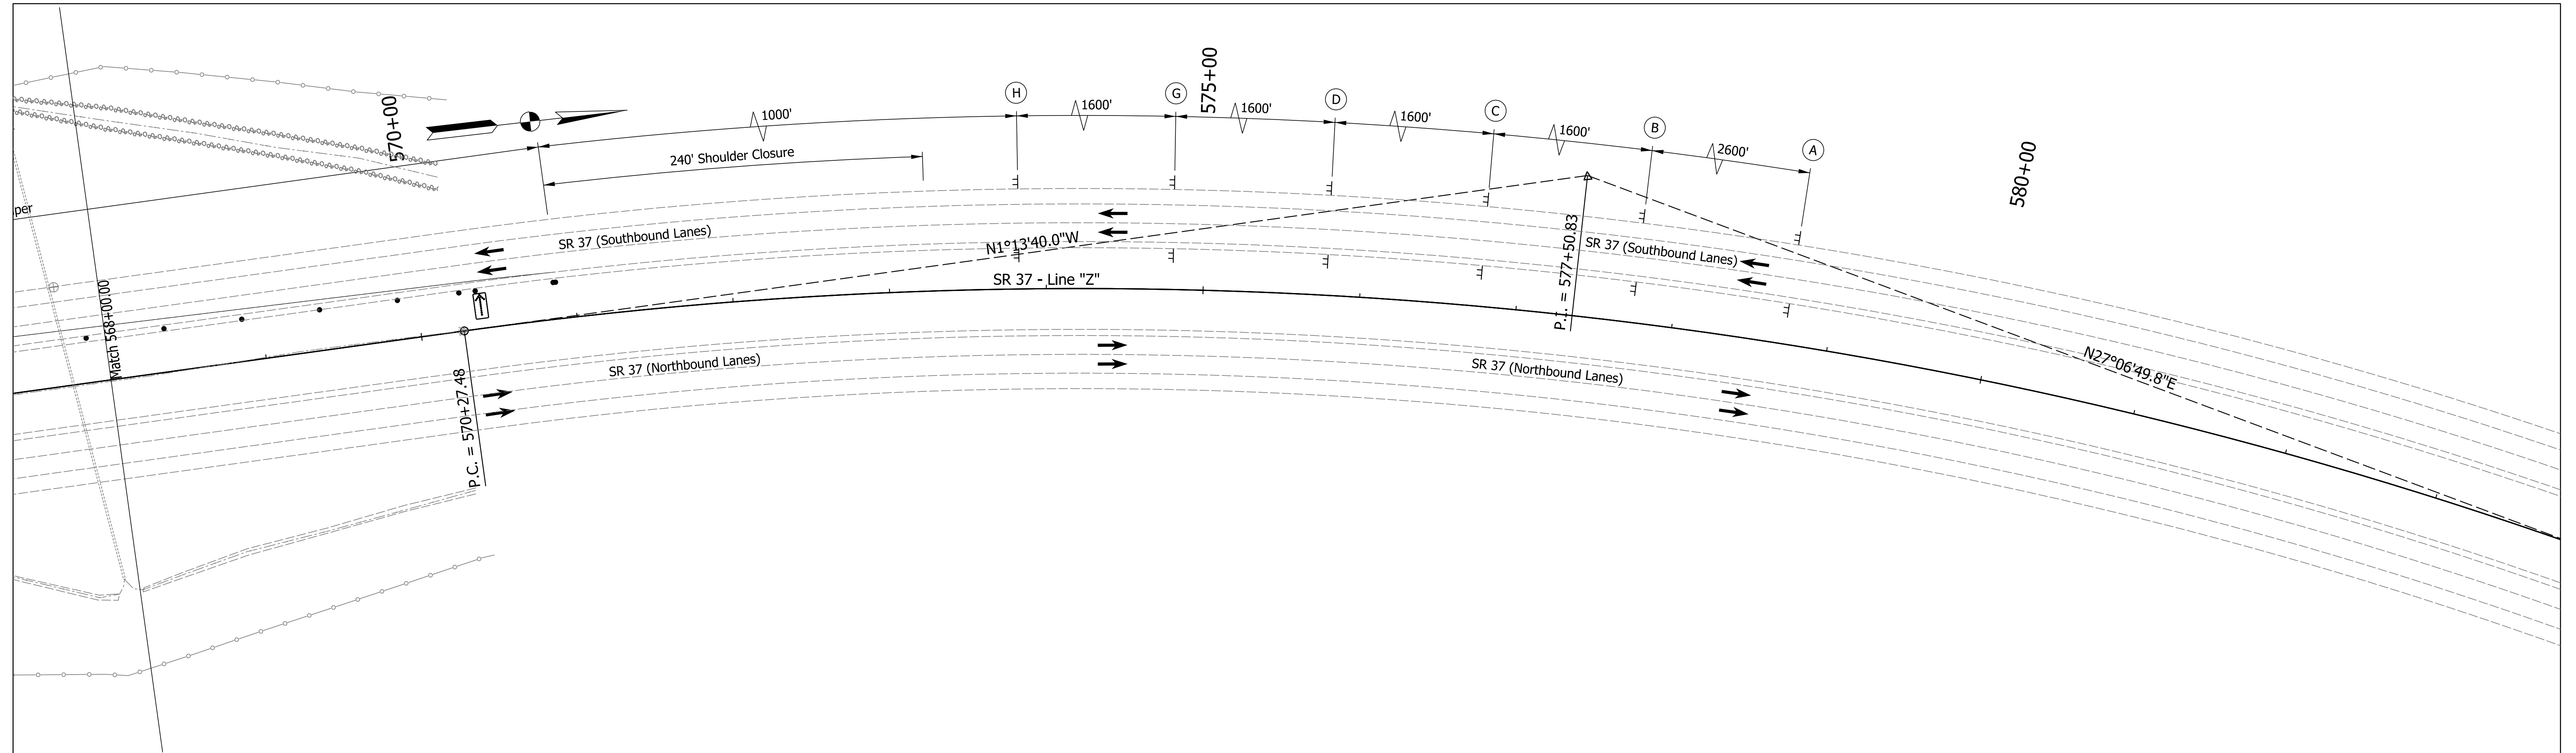 570+00
575+00
580+00
H
G
D
C
B
A
1000'
1600'
1600'
1600'
1600'
2600'
240' Shoulder Closure
per
SR 37 (Southbound Lanes)
N1°13'40.0"W
SR 37 (Southbound Lanes)
SR 37 - Line "Z"
Match 568+00.00
P.C. = 570+27.48
P.I. = 577+50.83
N27°06'49.8"E
SR 37 (Northbound Lanes)
SR 37 (Northbound Lanes)